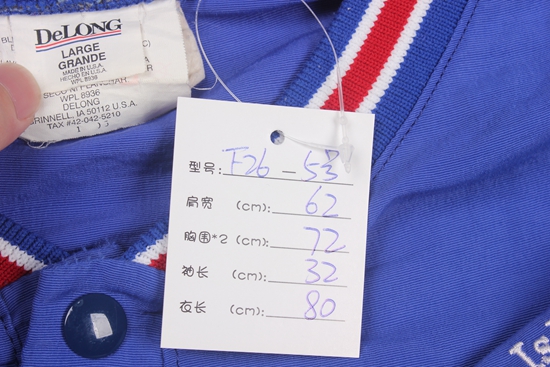 DELONG
LARGE
GRANDE
MADE IN U.S.A.
HECHO EN U.S.A.
WPL 8936
WPL 8936
DELONG
GRINNELL, IA 50112 U.S.A.
TAX #42-042-5210
型号: F26-53
肩宽 (cm): 62
胸围*2 (cm): 72
袖长 (cm): 32
衣长 (cm): 80